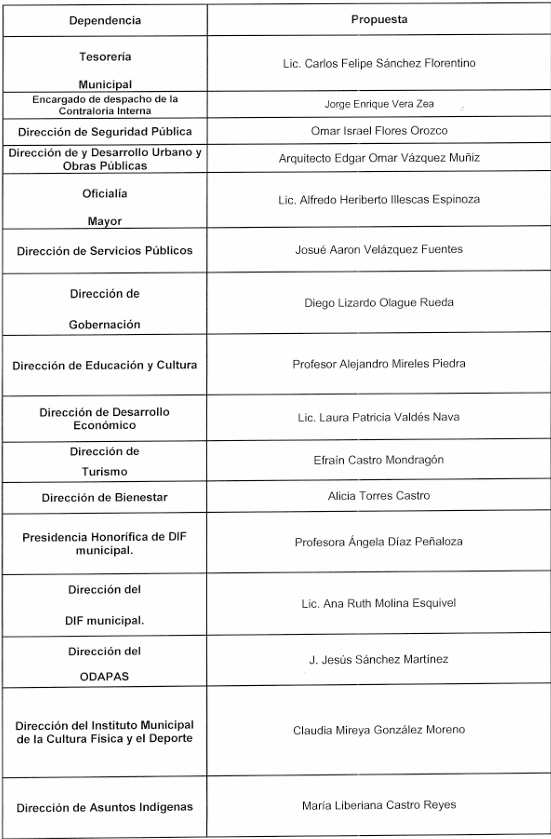 Dependencia Propuesta
Tesorería
Municipal
Lic. Carlos Felipe Sánchez Florentino
Encargado de despacho de la
Contraloría Interna
Jorge Enrique Vera Zea
Dirección de Seguridad Pública Omar Israel Flores Orozco
Dirección de y Desarrollo Urbano y
Obras Públicas
Arquitecto Edgar Omar Vázquez Muñiz
Oficialía
Mayor
Lic. Alfredo Heriberto Illescas Espinoza
Dirección de Servicios Públicos Josué Aaron Velázquez Fuentes
Dirección de
Gobernación
Diego Lizardo Olague Rueda
Dirección de Educación y Cultura Profesor Alejandro Mireles Piedra
Dirección de Desarrollo
Económico
Lic. Laura Patricia Valdés Nava
Dirección de
Turismo
Efraín Castro Mondragón
Dirección de Bienestar Alicia Torres Castro
Presidencia Honorífica de DIF
municipal.
Profesora Ángela Díaz Peñaloza
Dirección del
DIF municipal.
Lic. Ana Ruth Molina Esquivel
Dirección del
ODAPAS
J. Jesús Sánchez Martínez
Dirección del Instituto Municipal
de la Cultura Física y el Deporte
Claudia Mireya González Moreno
Dirección de Asuntos Indígenas María Liberiana Castro Reyes